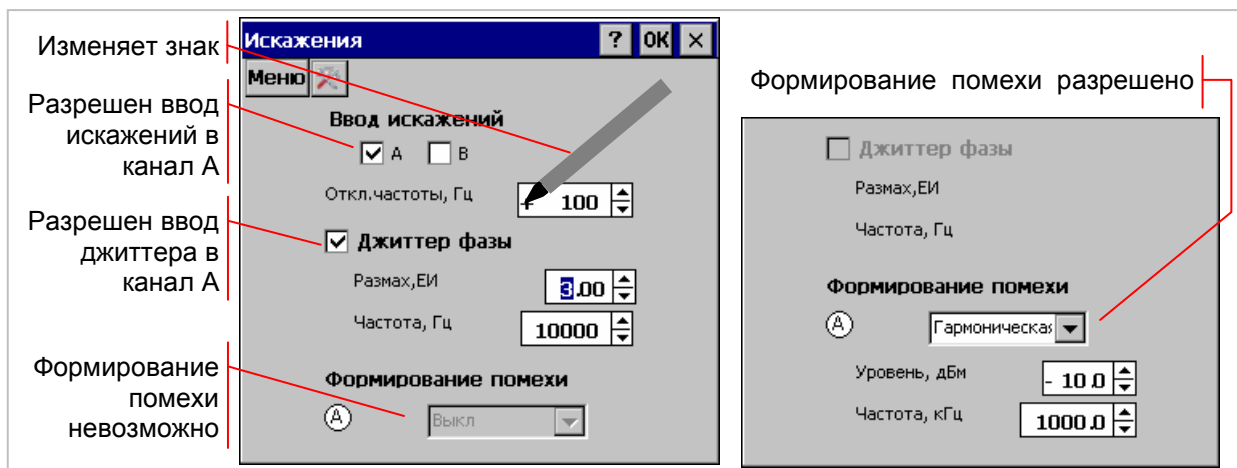 Изменяет знак
Разрешен ввод
искажений в
канал А
Разрешен ввод
джиттера в
канал А
Формирование
помехи
невозможно
Искажения ? OK ×
Меню
Ввод искажений
A B
Откл.частоты, Гц + 100
Джиттер фазы
Размах,ЕИ 3.00
Частота, Гц 10000
Формирование помехи
A Выкл
Формирование помехи разрешено
Джиттер фазы
Размах,ЕИ
Частота, Гц
Формирование помехи
A Гармоническая
Уровень, дБм - 10.0
Частота, кГц 1000.0